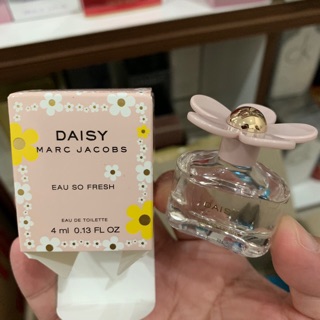 DAISY
MARC JACOBS
EAU SO FRESH
EAU DE TOILETTE
4 ml 0.13 FL OZ